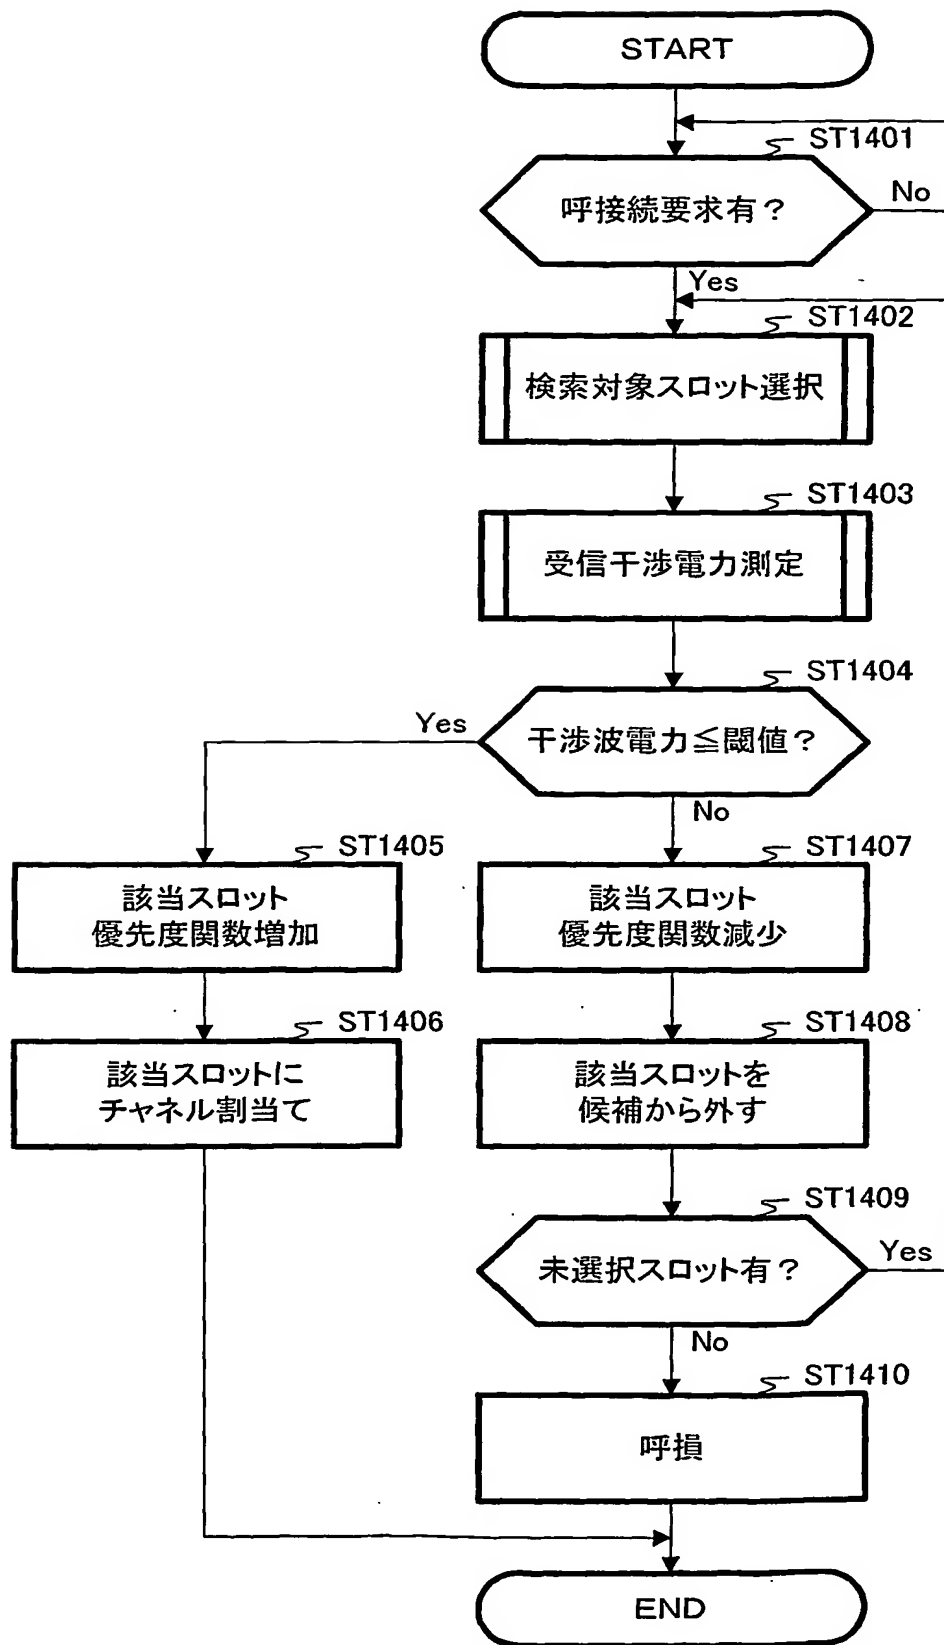 START
ST1401
呼接続要求有?
No
Yes
ST1402
検索対象スロット選択
ST1403
受信干渉電力測定
ST1404
干渉波電力≦閾値?
Yes
No
ST1405
該当スロット
優先度関数増加
ST1407
該当スロット
優先度関数減少
ST1406
該当スロットに
チャネル割当て
ST1408
該当スロットを
候補から外す
ST1409
未選択スロット有?
Yes
No
ST1410
呼損
END